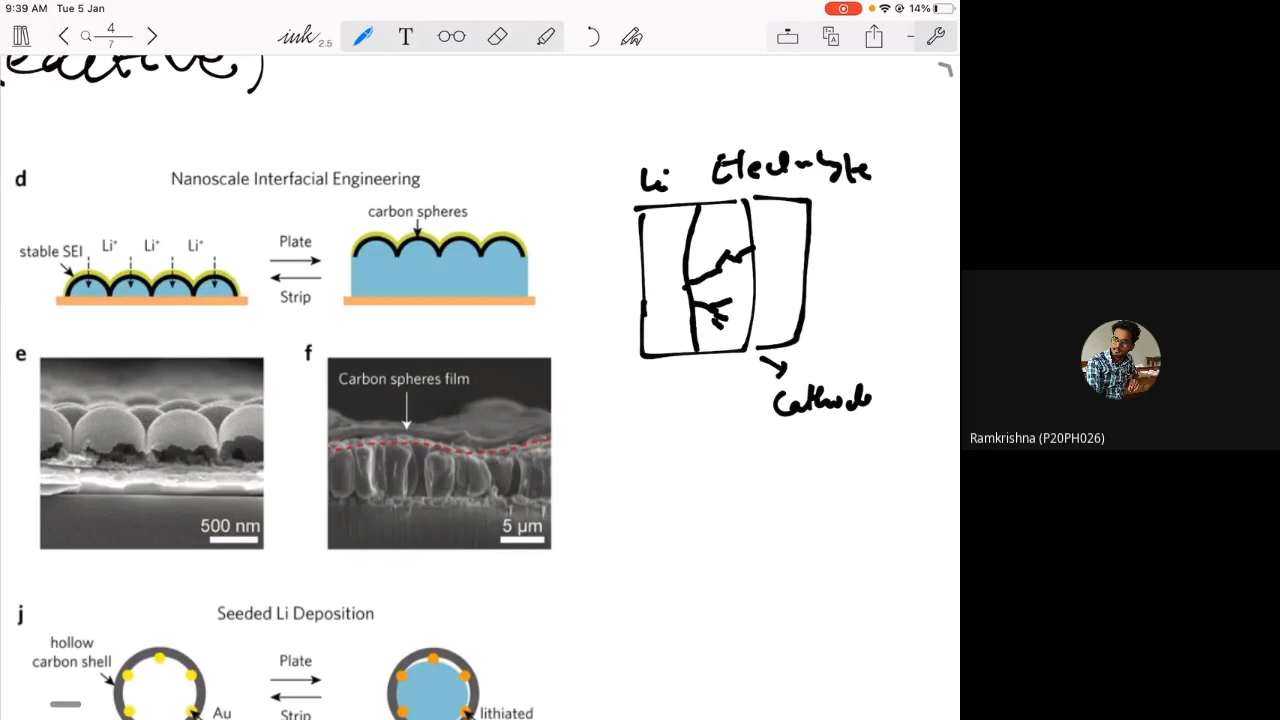 9:39 AM Tue 5 Jan
14%
4
7
ink 2.5
T
eactive)
d
Nanoscale Interfacial Engineering
carbon spheres
stable SEI
Li⁺ Li⁺ Li⁺
Plate
Strip
Li Electrolyte
Cathode
e
500 nm
f
Carbon spheres film
5 µm
j
Seeded Li Deposition
hollow
carbon shell
Au
Plate
Strip
lithiated
Ramkrishna (P20PH026)